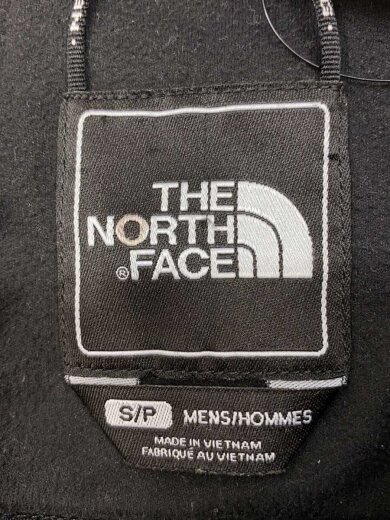 THE
NORTH
® FACE
S/P MENS/HOMMES
MADE IN VIETNAM
FABRIQUÉ AU VIETNAM